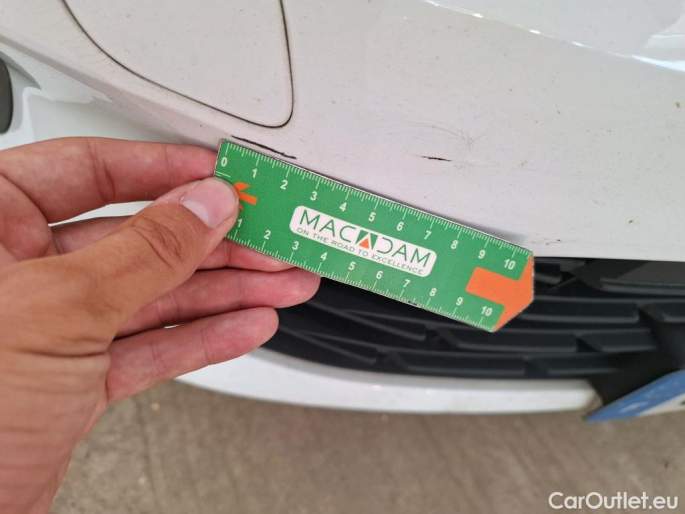 0 1 2 3 4 5 6 7 8 9 10
MACADAM
ON THE ROAD TO EXCELLENCE
1 2 3 4 5 6 7 8 9 10
CarOutlet.eu